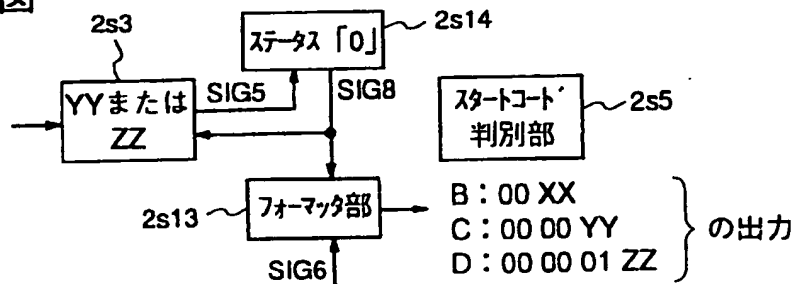 図
2s3
ステータス「0」
2s14
YYまたは
ZZ
SIG5
SIG8
スタートコード
判別部
2s5
2s13
フォーマッタ部
SIG6
B:00 XX
C:00 00 YY
D:00 00 01 ZZ
の出力